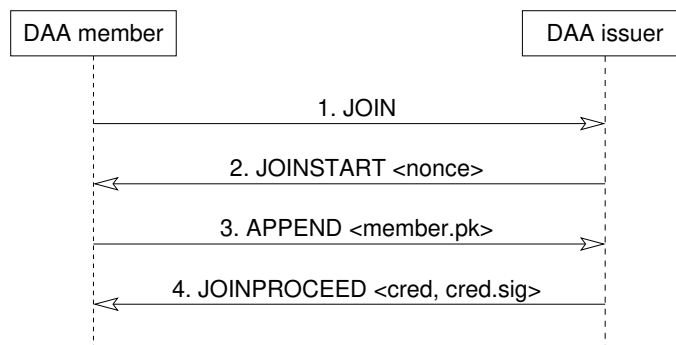 DAA member
DAA issuer
1. JOIN
2. JOINSTART <nonce>
3. APPEND <member.pk>
4. JOINPROCEED <cred, cred.sig>